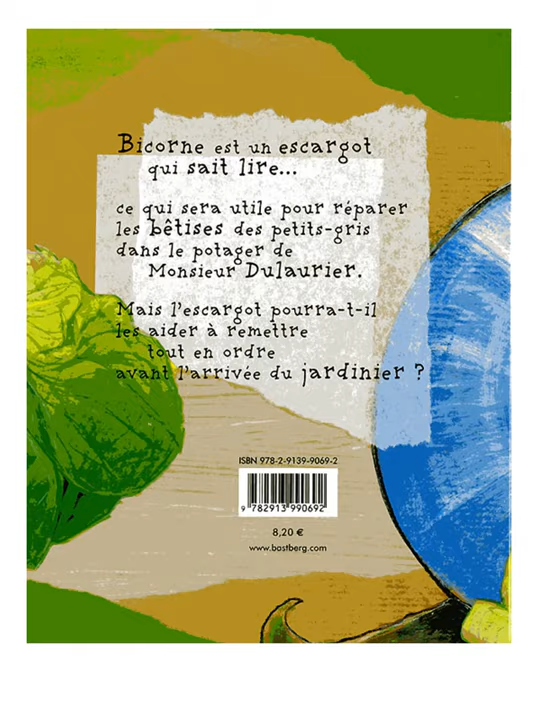 Bicorne est un escargot
qui sait lire...
ce qui sera utile pour réparer
les bêtises des petits-gris
dans le potager de
Monsieur Dulaurier.
Mais l'escargot pourra-t-il
les aider à remettre
tout en ordre
avant l'arrivée du jardinier ?
ISBN 978-2-9139-9069-2
9 782913 990692
8,20 €
www.bastberg.com